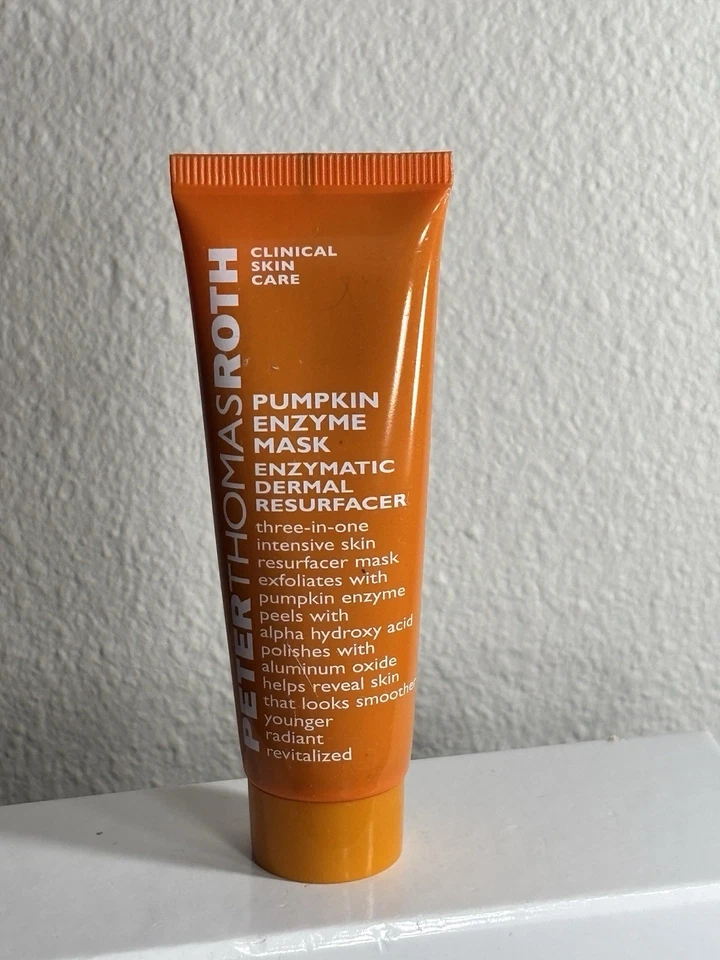 PETERTHOMASROTH
CLINICAL
SKIN
CARE
PUMPKIN
ENZYME
MASK
ENZYMATIC
DERMAL
RESURFACER
three-in-one
intensive skin
resurfacer mask
exfoliates with
pumpkin enzyme
peels with
alpha hydroxy acid
polishes with
aluminum oxide
helps reveal skin
that looks smoother
younger
radiant
revitalized